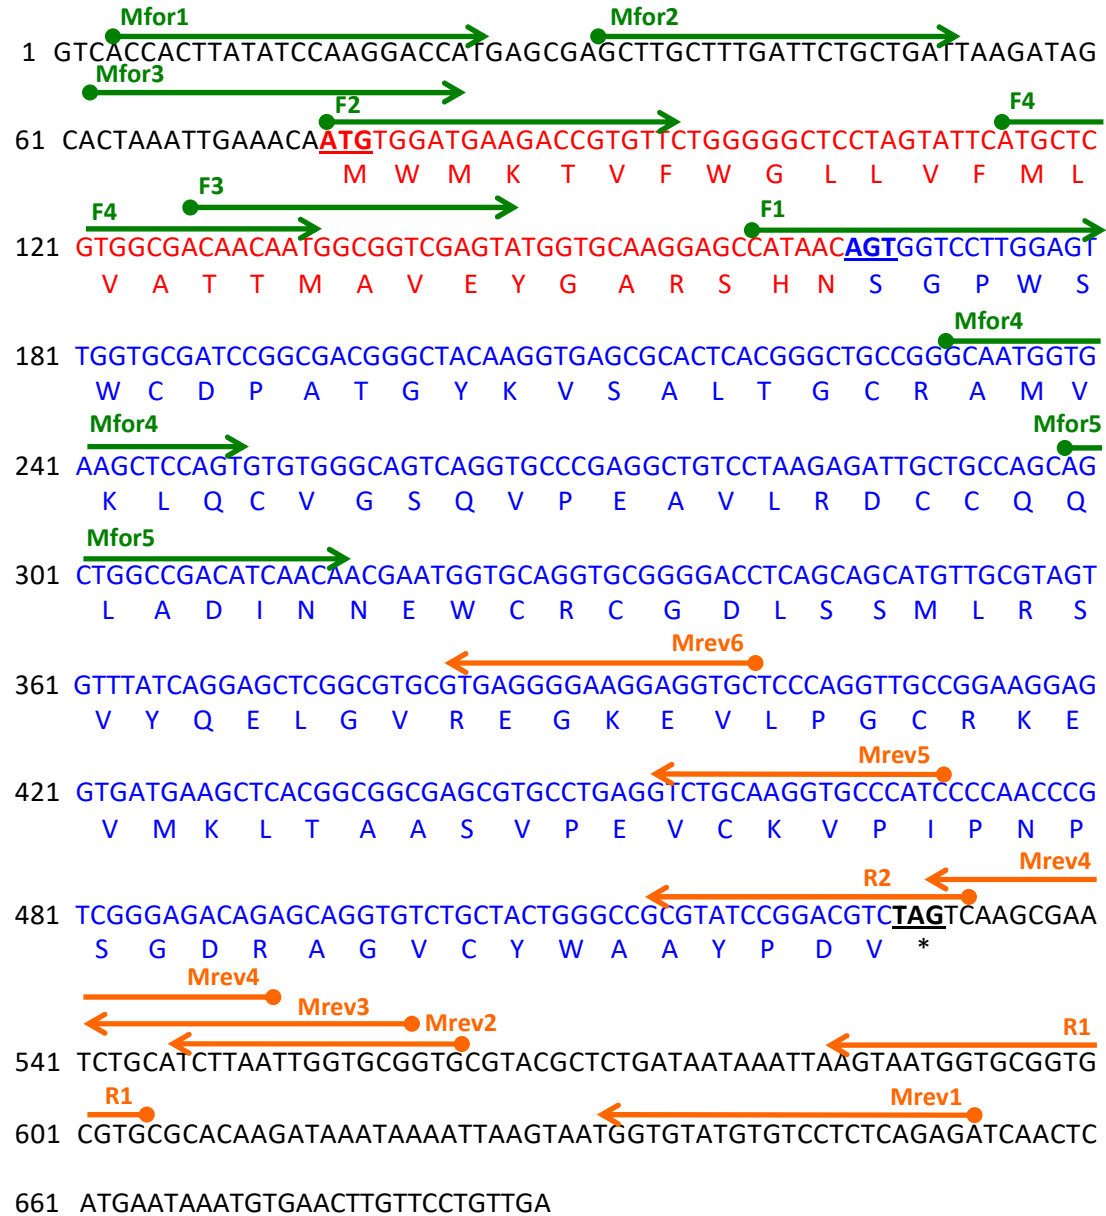 Mfor1 Mfor2
1 GTCACCACTTATATCCAAGGACCATGAGCGAGCTTGCTTTGATTCTGCTGATTAAGATAG
Mfor3
F2 F4
61 CACTAAATTGAAACAATGTGGATGAAGACCGTGTTCTGGGGGCTCCTAGTATTCATGCTC
M W M K T V F W G L L V F M L
F4 F3 F1
121 GTGGCGACAACAATGGCGGTCGAGTATGGTGCAAGGAGCCATAACAGTGGTCCTTGGAGT
V A T T M A V E Y G A R S H N S G P W S
Mfor4
181 TGGTGCGATCCGGCGACGGGCTACAAGGTGAGCGCACTCACGGGCTGCCGGGCAATGGTG
W C D P A T G Y K V S A L T G C R A M V
Mfor4 Mfor5
241 AAGCTCCAGTGTGTGGGCAGTCAGGTGCCCGAGGCTGTCCTAAGAGATTGCTGCCAGCAG
K L Q C V G S Q V P E A V L R D C C Q Q
Mfor5
301 CTGGCCGACATCAACAACGAATGGTGCAGGTGCGGGGACCTCAGCAGCATGTTGCGTAGT
L A D I N N E W C R C G D L S S M L R S
Mrev6
361 GTTTATCAGGAGCTCGGCGTGCGTGAGGGGAAGGAGGTGCTCCCAGGTTGCCGGAAGGAG
V Y Q E L G V R E G K E V L P G C R K E
Mrev5
421 GTGATGAAGCTCACGGCGGCGAGCGTGCCTGAGGTCTGCAAGGTGCCCATCCCCAACCCG
V M K L T A A S V P E V C K V P I P N P
R2 Mrev4
481 TCGGGAGACAGAGCAGGTGTCTGCTACTGGGCCGCGTATCCGGACGTCTAGTCAAGCGAA
S G D R A G V C Y W A A Y P D V *
Mrev4
Mrev3 Mrev2 R1
541 TCTGCATCTTAATTGGTGCGGTGCGTACGCTCTGATAATAAATTAAGTAATGGTGCGGTG
R1 Mrev1
601 CGTGCGCACAAGATAAATAAAATTAAGTAATGGTGTATGTGTCCTCTCAGAGATCAACTC
661 ATGAATAAATGTGAACTTGTTCCTGTTGA